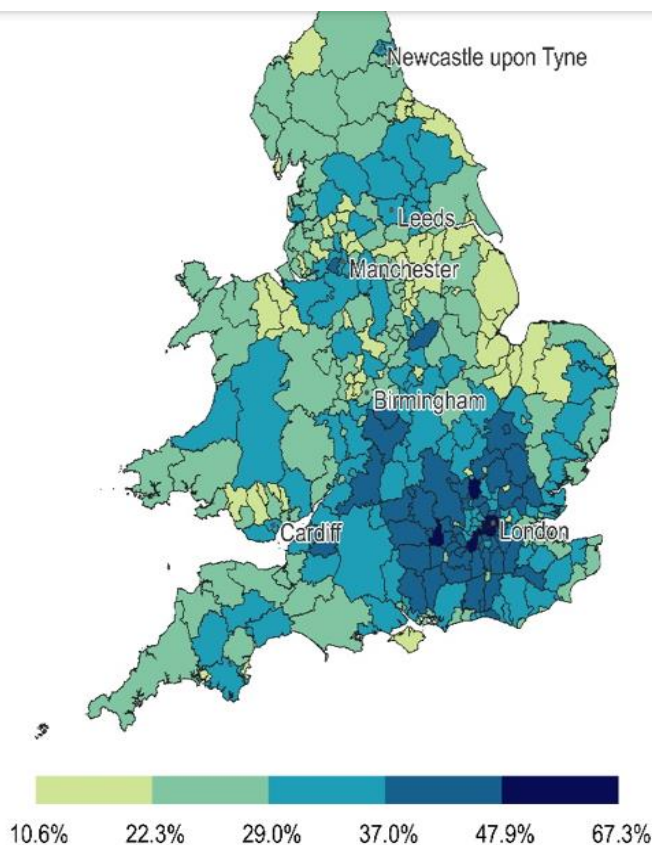 Newcastle upon Tyne
Leeds
Manchester
Birmingham
Cardiff
London
10.6% 22.3% 29.0% 37.0% 47.9% 67.3%